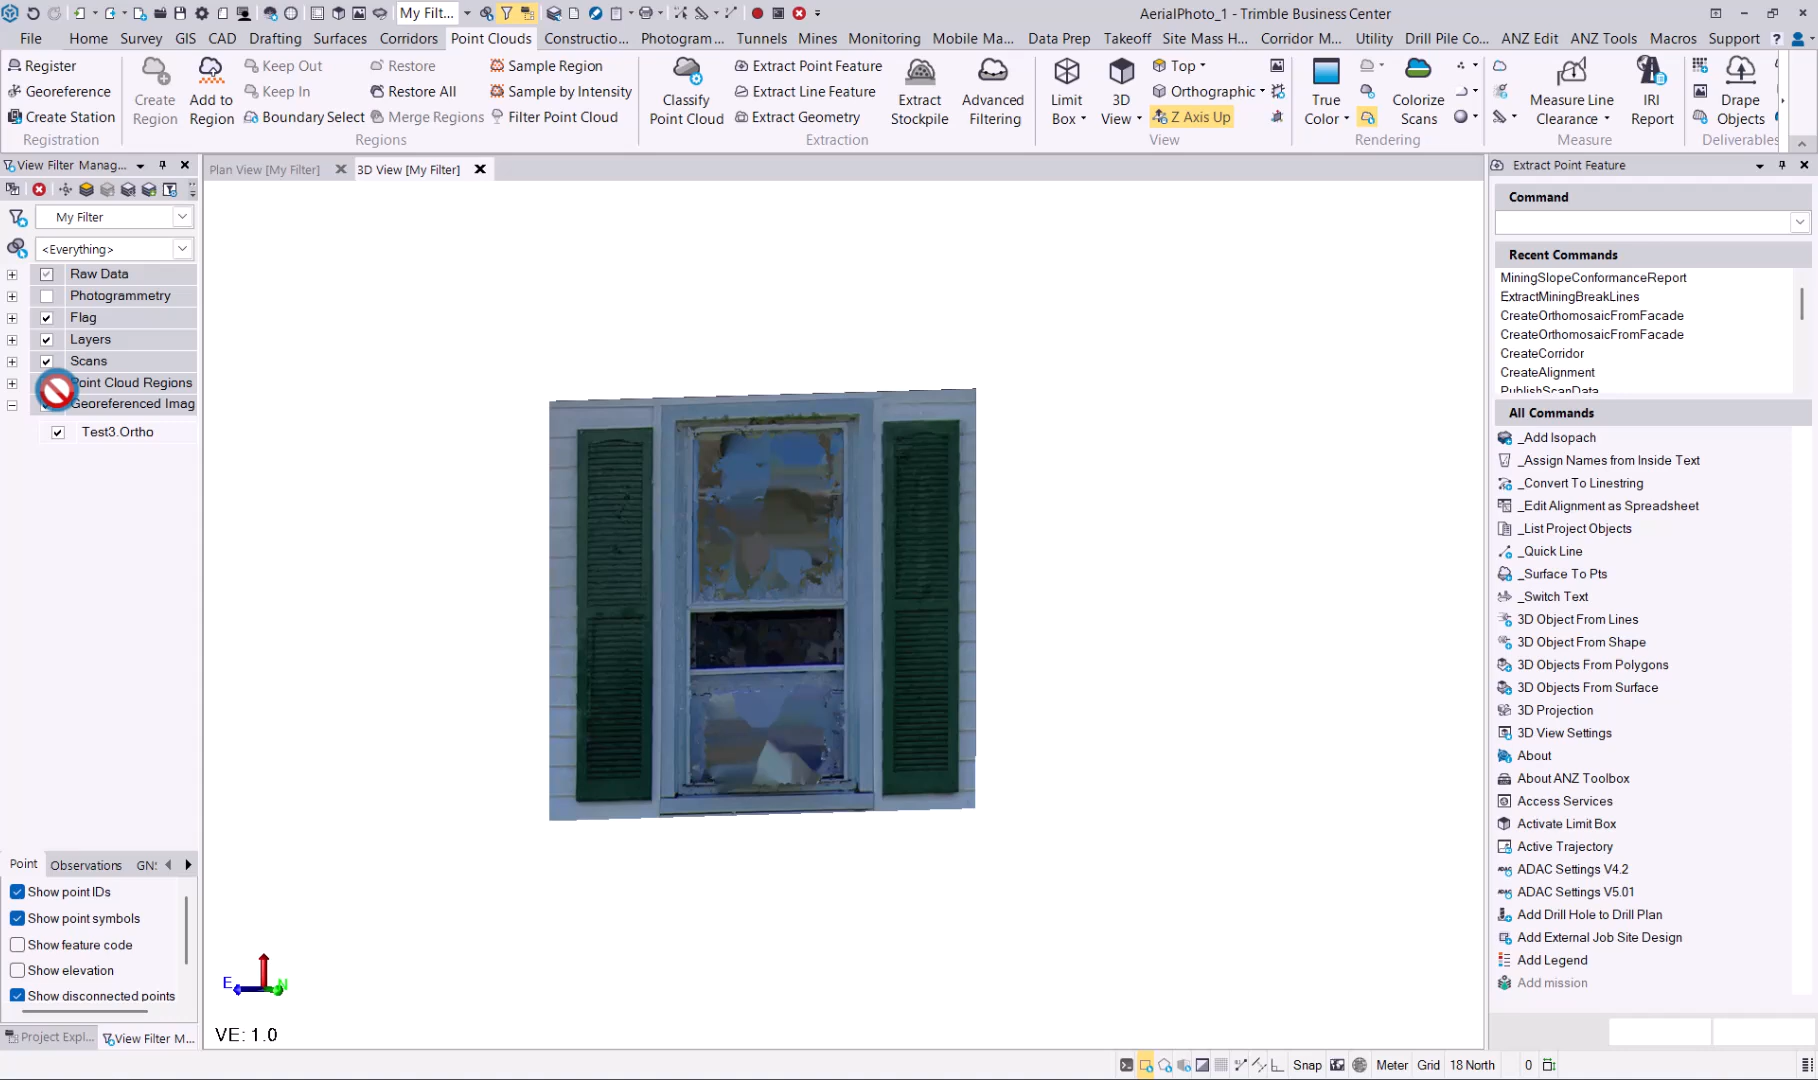 My Filt...
AerialPhoto_1 - Trimble Business Center
File Home Survey GIS CAD Drafting Surfaces Corridors Point Clouds Constructio... Photogram ... Tunnels Mines Monitoring Mobile Ma... Data Prep Takeoff Site Mass H... Corridor M... Utility Drill Pile Co... ANZ Edit ANZ Tools Macros Support
Register
Georeference
Create Station
Registration
Create Region
Add to Region
Keep Out
Keep In
Boundary Select
Restore
Restore All
Merge Regions
Sample Region
Sample by Intensity
Filter Point Cloud
Regions
Classify Point Cloud
Extract Point Feature
Extract Line Feature
Extract Geometry
Extract Stockpile
Advanced Filtering
Extraction
Limit Box
3D View
Top
Orthographic
Z Axis Up
View
True Color
Colorize Scans
Rendering
Measure Line Clearance
IRI Report
Measure
Drape Objects
Deliverables
View Filter Manag...
Plan View [My Filter]
3D View [My Filter]
My Filter
<Everything>
Raw Data
Photogrammetry
Flag
Layers
Scans
Point Cloud Regions
Georeferenced Imag
Test3.Ortho
Point Observations GN:
Show point IDs
Show point symbols
Show feature code
Show elevation
Show disconnected points
Project Expl...
View Filter M...
E
N
VE: 1.0
Extract Point Feature
Command
Recent Commands
MiningSlopeConformanceReport
ExtractMiningBreakLines
CreateOrthomosaicFromFacade
CreateOrthomosaicFromFacade
CreateCorridor
CreateAlignment
PublishScanData
All Commands
_Add Isopach
_Assign Names from Inside Text
_Convert To Linestring
_Edit Alignment as Spreadsheet
_List Project Objects
_Quick Line
_Surface To Pts
_Switch Text
3D Object From Lines
3D Object From Shape
3D Objects From Polygons
3D Objects From Surface
3D Projection
3D View Settings
About
About ANZ Toolbox
Access Services
Activate Limit Box
Active Trajectory
ADAC Settings V4.2
ADAC Settings V5.01
Add Drill Hole to Drill Plan
Add External Job Site Design
Add Legend
Add mission
Snap
Meter Grid 18 North 0